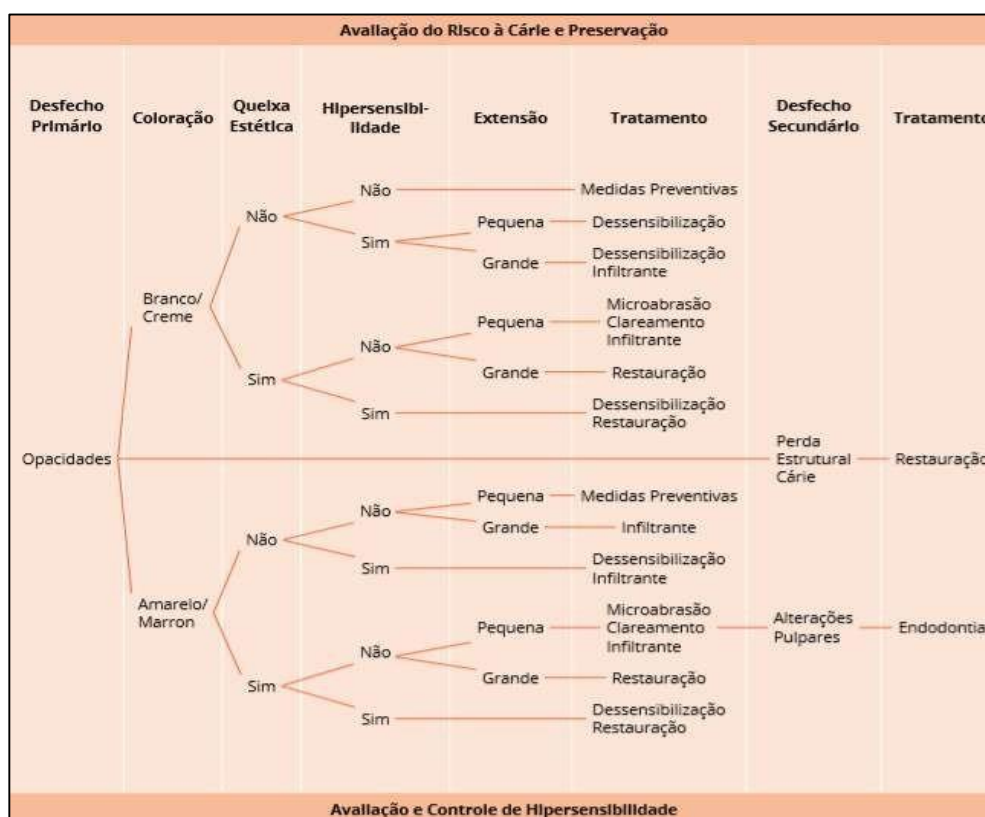 Avaliação do Risco à Cárie e Preservação
Desfecho
Primário
Coloração
Queixa
Estética
Hipersensibi-
lidade
Extensão
Tratamento
Desfecho
Secundário
Tratamento
Não
Medidas Preventivas
Não
Pequena
Dessensibilização
Sim
Grande
Dessensibilização
Infiltrante
Branco/
Creme
Pequena
Microabrasão
Clareamento
Infiltrante
Não
Grande
Restauração
Sim
Sim
Dessensibilização
Restauração
Opacidades
Perda
Estrutural
Cárie
Restauração
Pequena
Medidas Preventivas
Não
Grande
Infiltrante
Não
Sim
Dessensibilização
Infiltrante
Amarelo/
Marron
Pequena
Microabrasão
Clareamento
Infiltrante
Alterações
Pulpares
Endodontia
Não
Grande
Restauração
Sim
Sim
Dessensibilização
Restauração
Avaliação e Controle de Hipersensibilidade